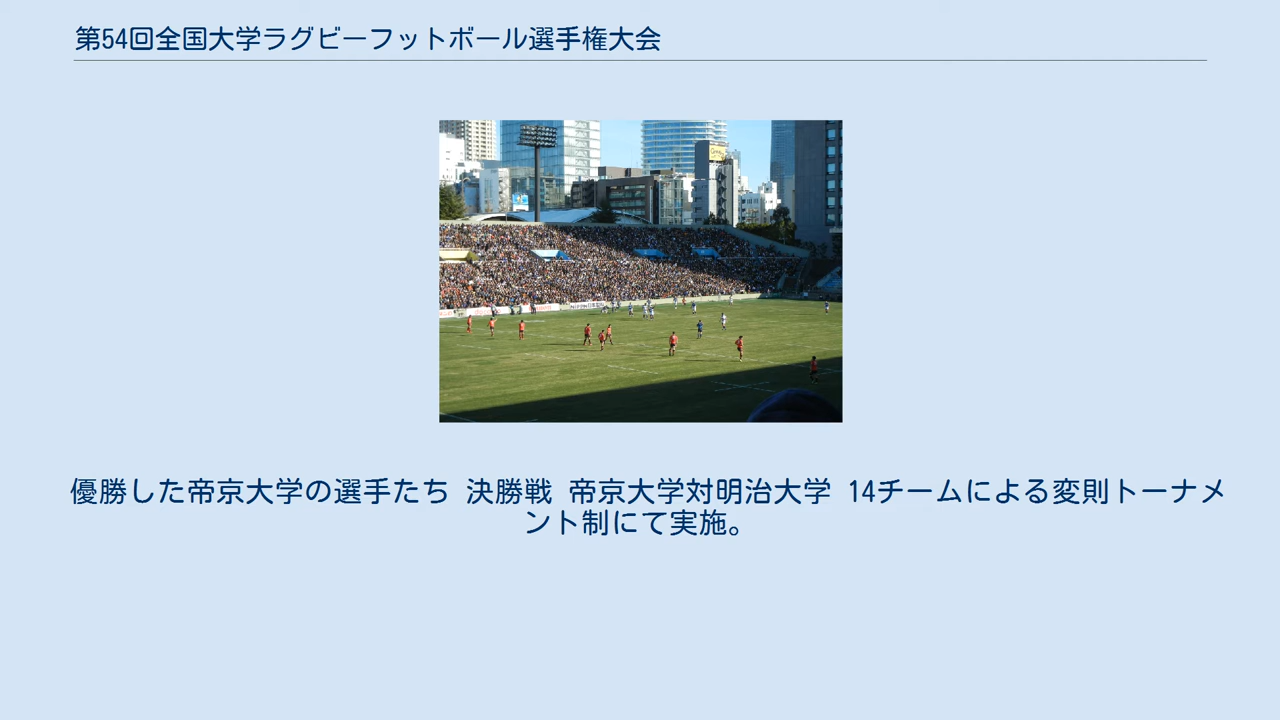 第54回全国大学ラグビーフットボール選手権大会
優勝した帝京大学の選手たち 決勝戦 帝京大学対明治大学 14チームによる変則トーナメ
ント制にて実施。